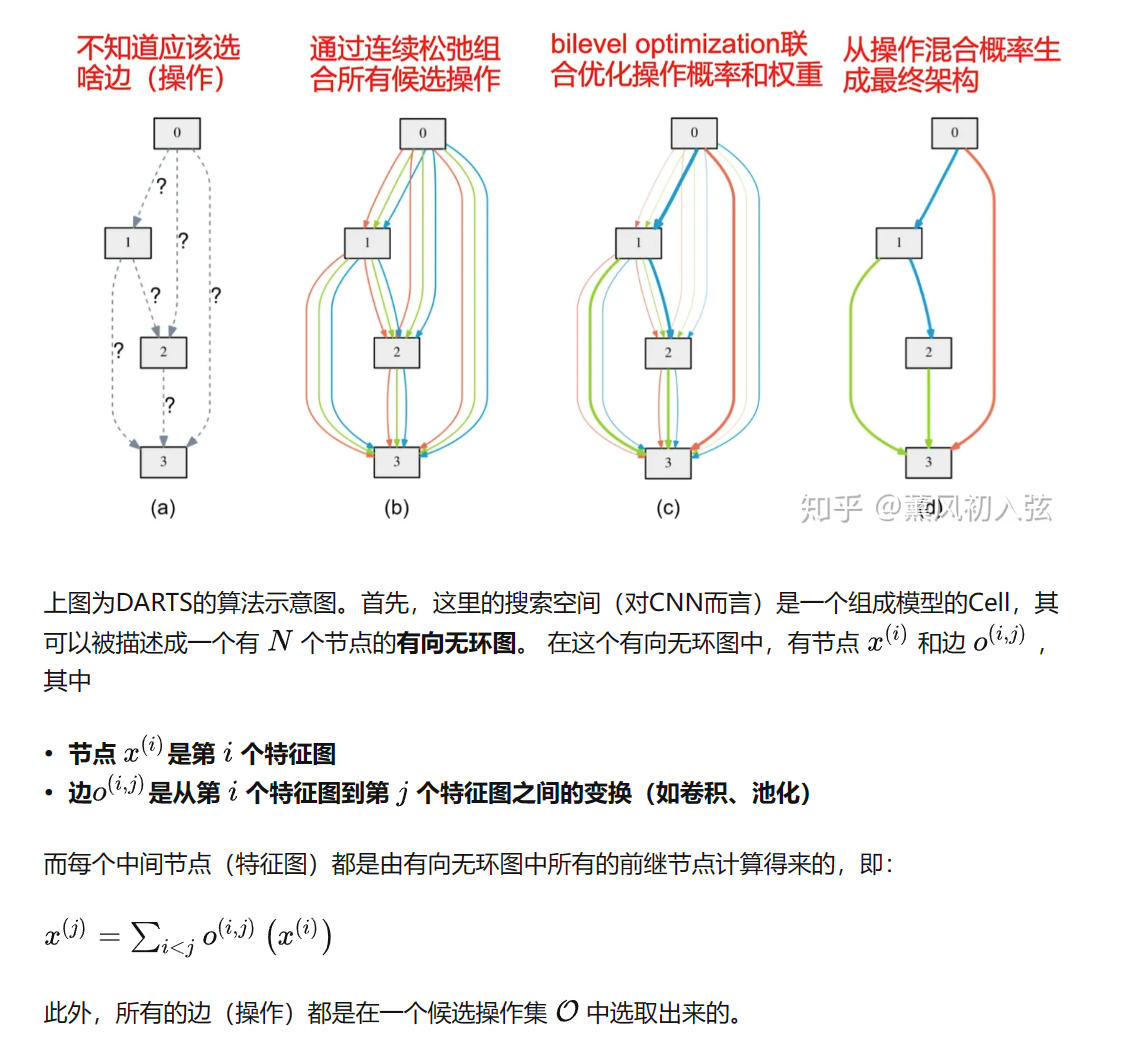 不知道应该选
啥边（操作）
通过连续松弛组
合所有候选操作
bilevel optimization联
合优化操作概率和权重
从操作混合概率生
成最终架构
0
?
1
?
?
?
?
2
?
3
(a)
0
1
2
3
(b)
0
1
2
3
(c)
0
1
2
3
(d)
知乎 @薰风初入弦
上图为DARTS的算法示意图。首先，这里的搜索空间（对CNN而言）是一个组成模型的Cell，其
可以被描述成一个有 N 个节点的有向无环图。 在这个有向无环图中，有节点 x^{(i)} 和边 o^{(i,j)} ，
其中
• 节点 x^{(i)}是第 i 个特征图
• 边o^{(i,j)}是从第 i 个特征图到第 j 个特征图之间的变换（如卷积、池化）
而每个中间节点（特征图）都是由有向无环图中所有的前继节点计算得来的，即：
x^{(j)} = ∑_{i<j} o^{(i,j)} (x^{(i)})
此外，所有的边（操作）都是在一个候选操作集 𝒪 中选取出来的。